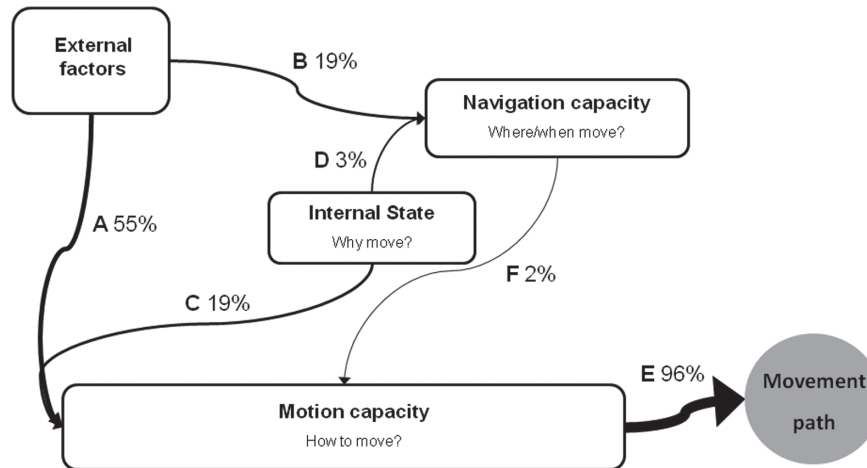 External
factors
B 19%
Navigation capacity
Where/when move?
D 3%
Internal State
Why move?
A 55%
C 19%
F 2%
E 96%
Motion capacity
How to move?
Movement
path